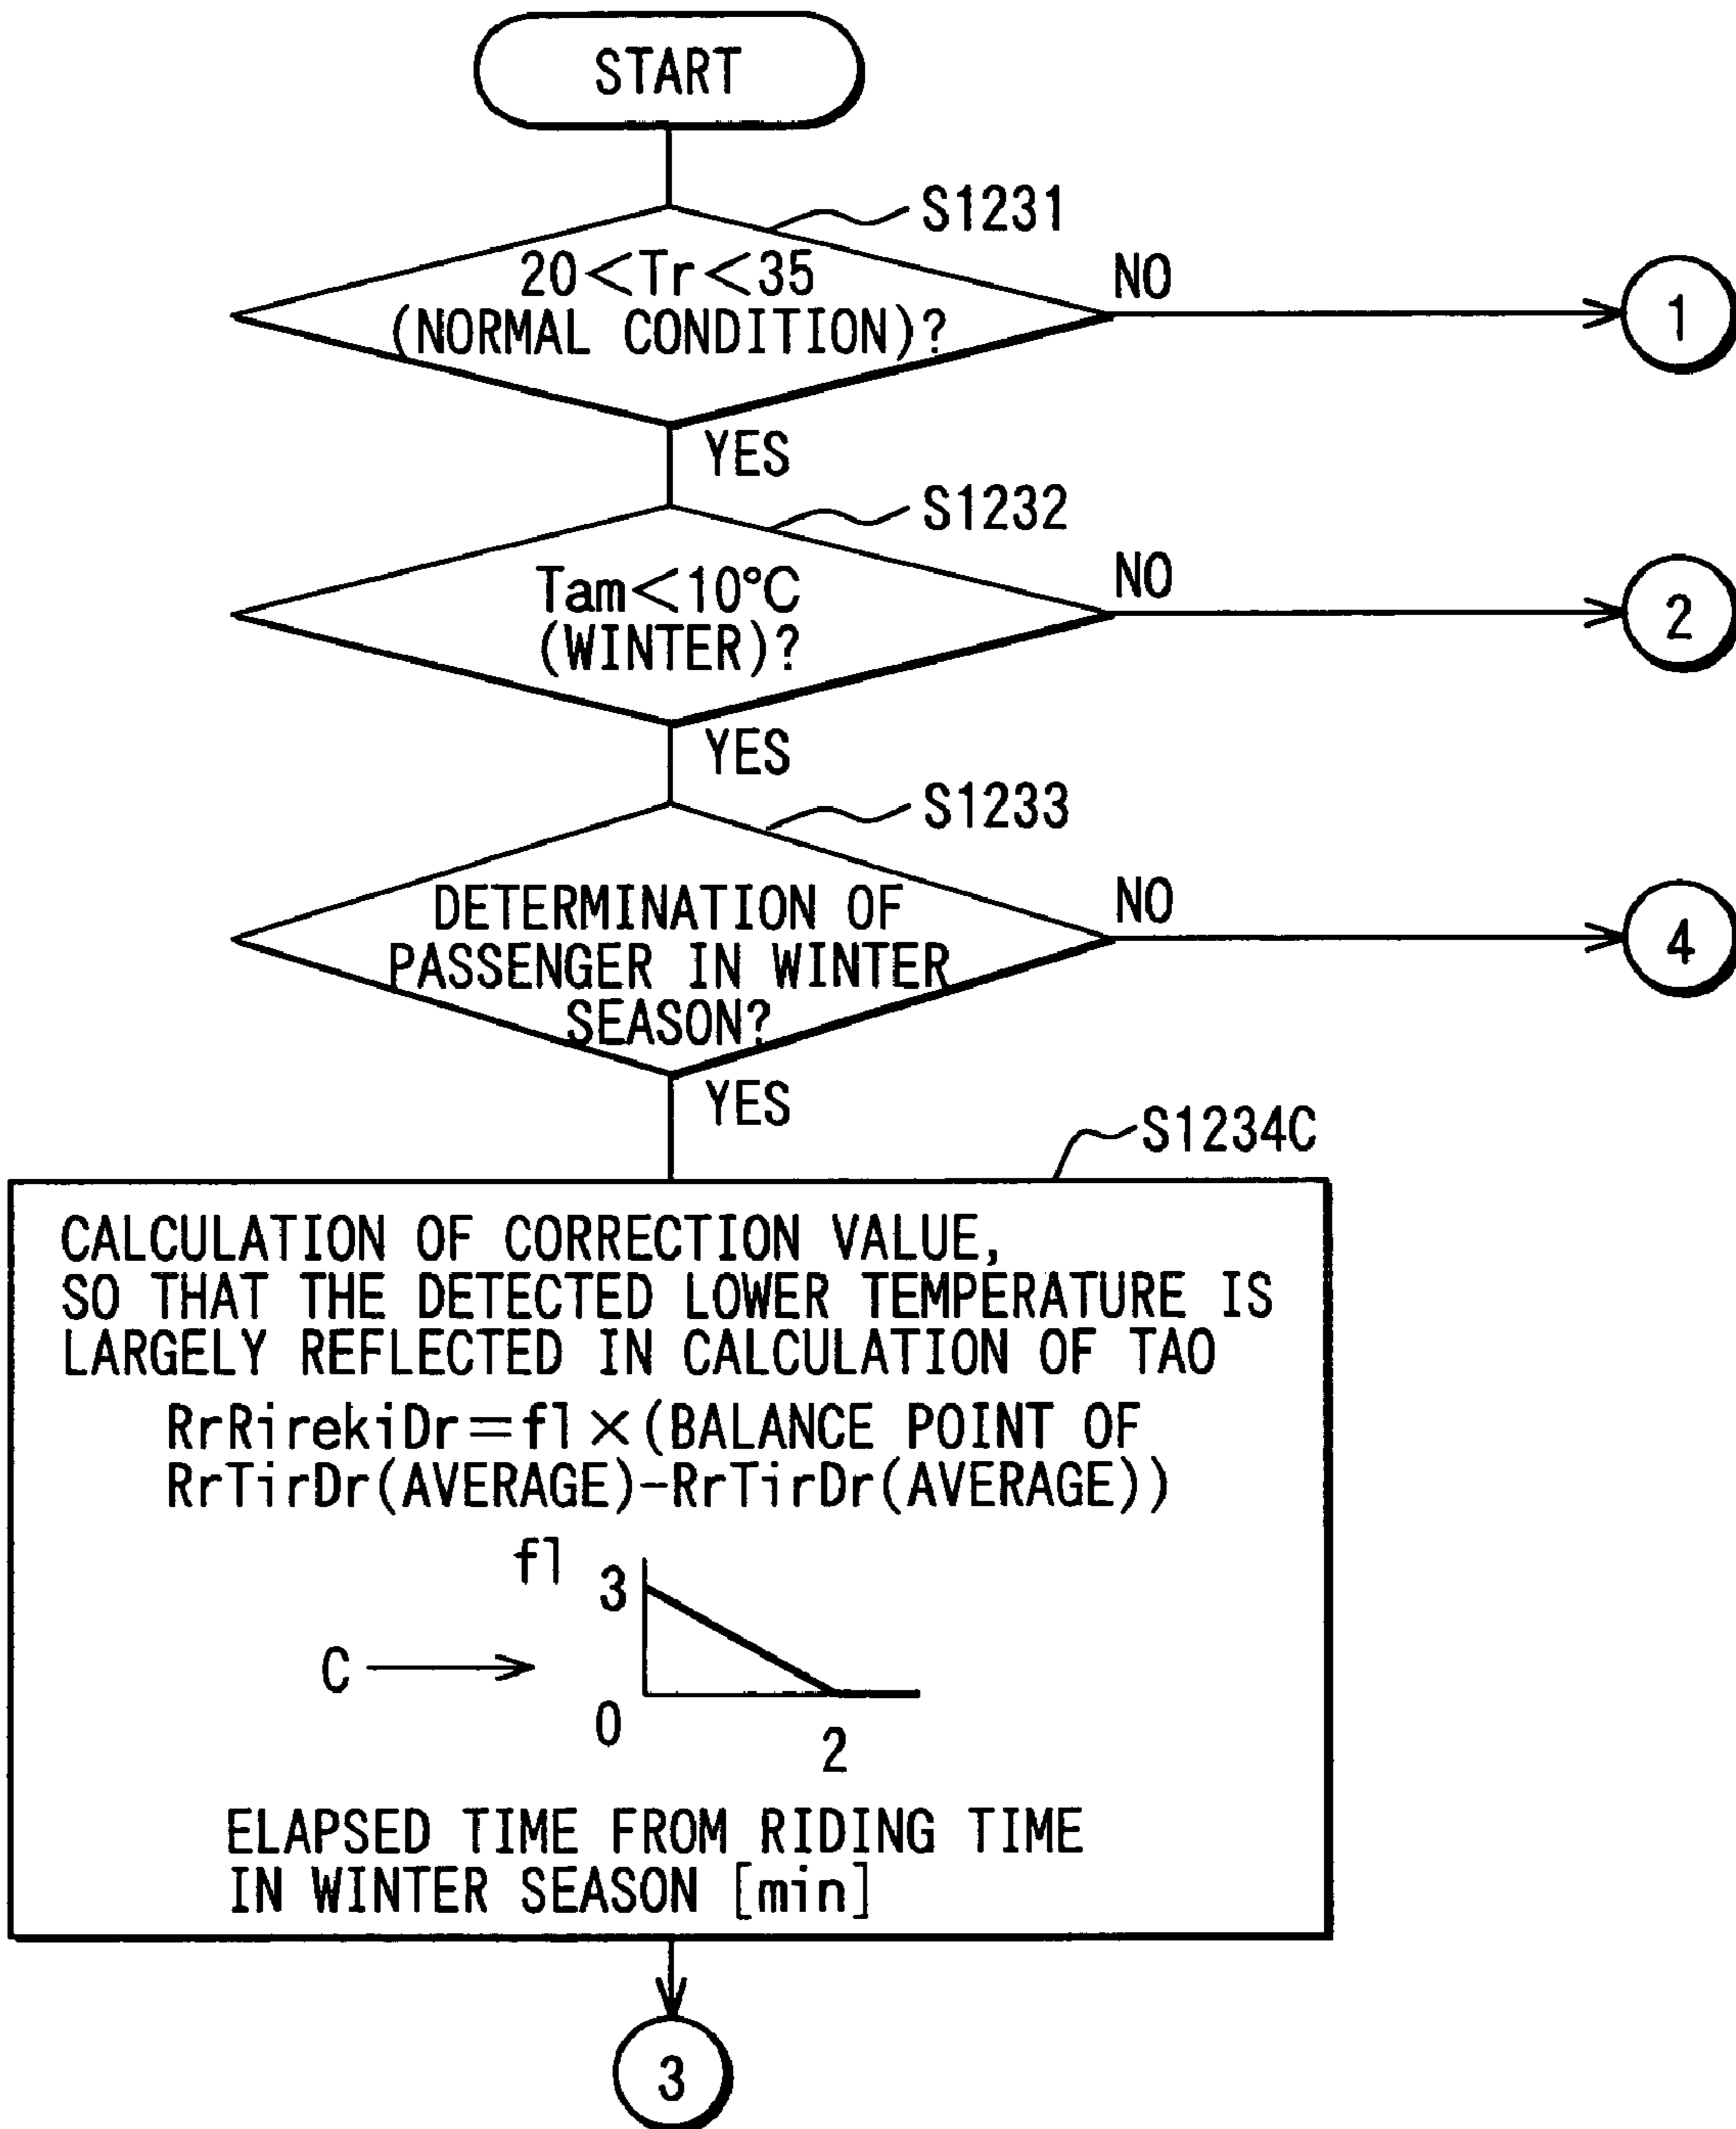 START
S1231
20<Tr<35
(NORMAL CONDITION)?
NO
1
YES
S1232
Tam<10°C
(WINTER)?
NO
2
YES
S1233
DETERMINATION OF
PASSENGER IN WINTER
SEASON?
NO
4
YES
S1234C
CALCULATION OF CORRECTION VALUE,
SO THAT THE DETECTED LOWER TEMPERATURE IS
LARGELY REFLECTED IN CALCULATION OF TAO
RrRirekiDr=f1×(BALANCE POINT OF
RrTirDr(AVERAGE)-RrTirDr(AVERAGE))
f1
3
C
0
2
ELAPSED TIME FROM RIDING TIME
IN WINTER SEASON [min]
3